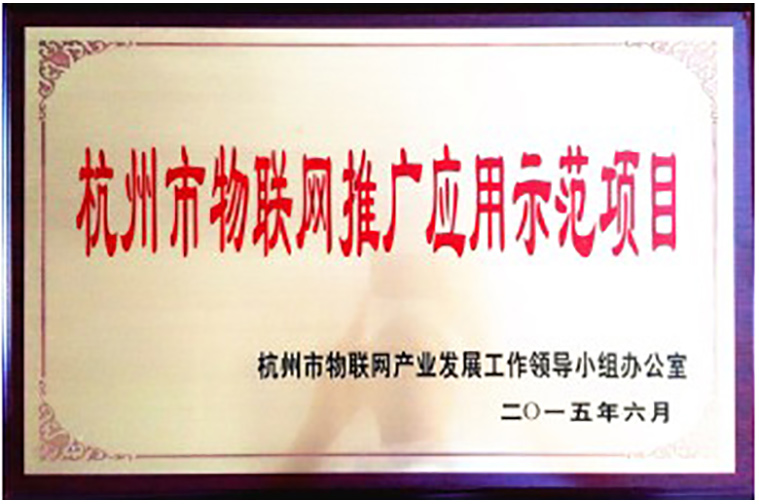 杭州市物联网推广应用示范项目
杭州市物联网产业发展工作领导小组办公室
二〇一五年六月